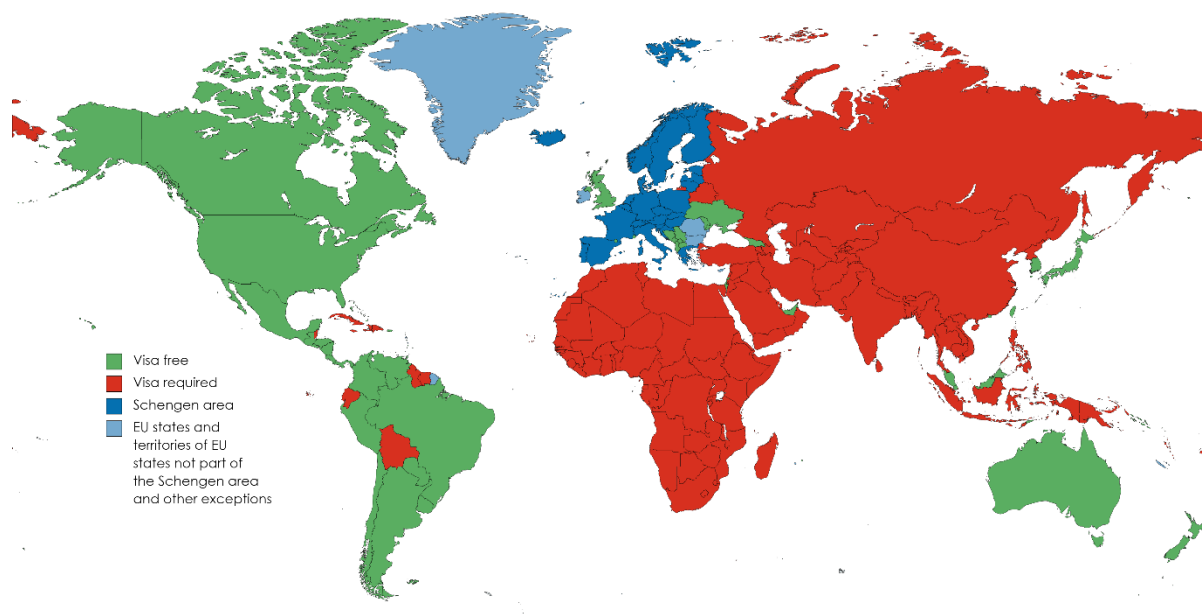 Visa free
Visa required
Schengen area
EU states and
territories of EU
states not part of
the Schengen area
and other exceptions